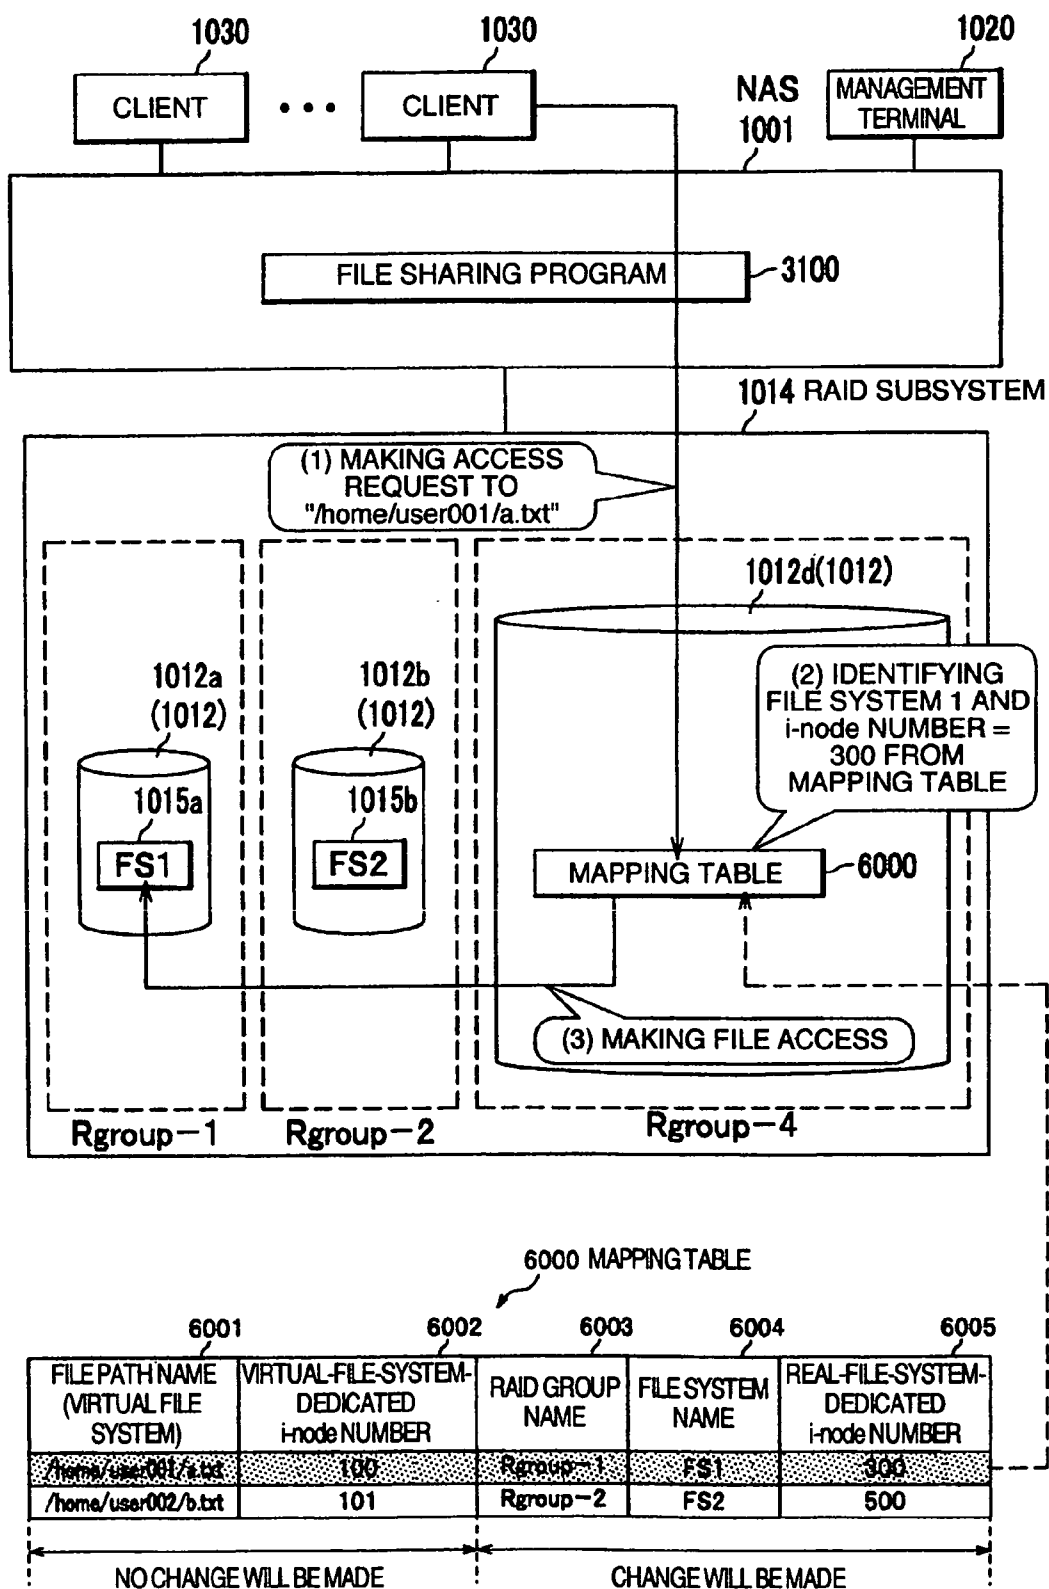 1030
1030
1020
CLIENT
• • •
CLIENT
NAS
1001
MANAGEMENT
TERMINAL
FILE SHARING PROGRAM
3100
1014 RAID SUBSYSTEM
(1) MAKING ACCESS
REQUEST TO
"/home/user001/a.txt"
1012d(1012)
1012a
(1012)
1012b
(1012)
(2) IDENTIFYING
FILE SYSTEM 1 AND
i-node NUMBER =
300 FROM
MAPPING TABLE
1015a
1015b
FS1
FS2
MAPPING TABLE
6000
(3) MAKING FILE ACCESS
Rgroup-1
Rgroup-2
Rgroup-4
6000 MAPPING TABLE
6001
6002
6003
6004
6005
FILE PATH NAME
(VIRTUAL FILE
SYSTEM)
VIRTUAL-FILE-SYSTEM-
DEDICATED
i-node NUMBER
RAID GROUP
NAME
FILE SYSTEM
NAME
REAL-FILE-SYSTEM-
DEDICATED
i-node NUMBER
/home/user001/a.txt 100 Rgroup-1 FS1 300
/home/user002/b.txt 101 Rgroup-2 FS2 500
NO CHANGE WILL BE MADE
CHANGE WILL BE MADE